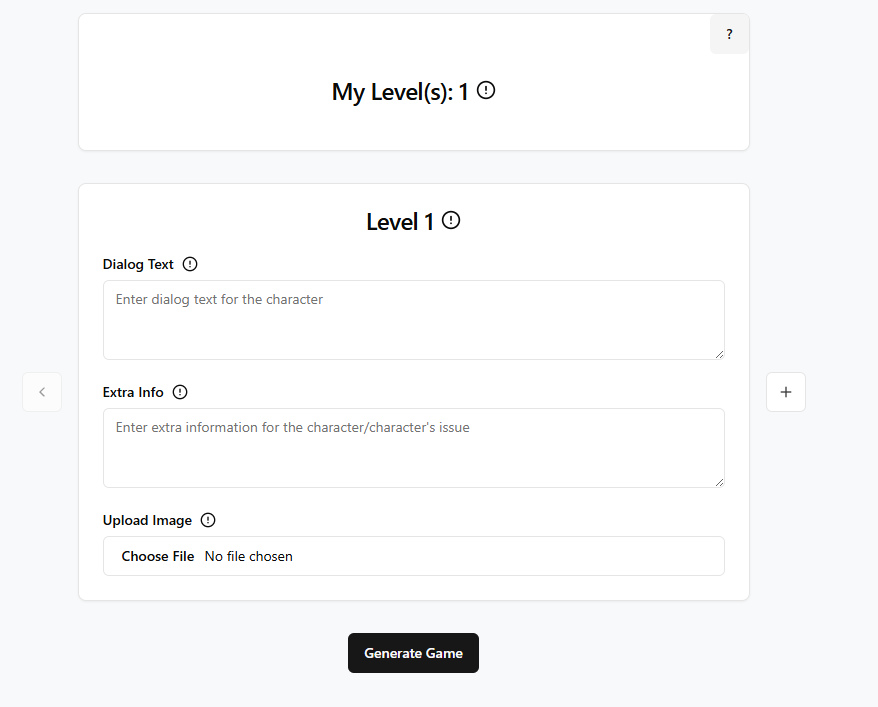 ?
My Level(s): 1
Level 1
Dialog Text
Enter dialog text for the character
Extra Info
Enter extra information for the character/character's issue
Upload Image
Choose File No file chosen
Generate Game